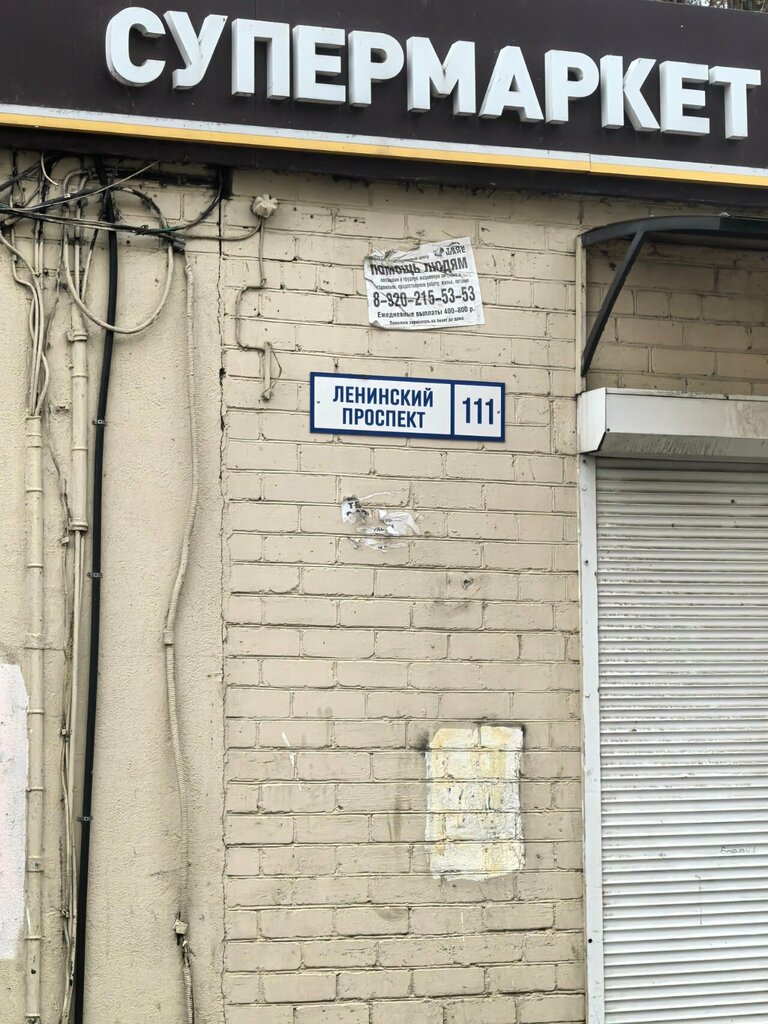 СУПЕРМАРКЕТ
ПОМОЩЬ ЛЮДЯМ
8-920-215-53-53
Ежедневные выплаты 400-800 р.
ЛЕНИНСКИЙ
ПРОСПЕКТ
111